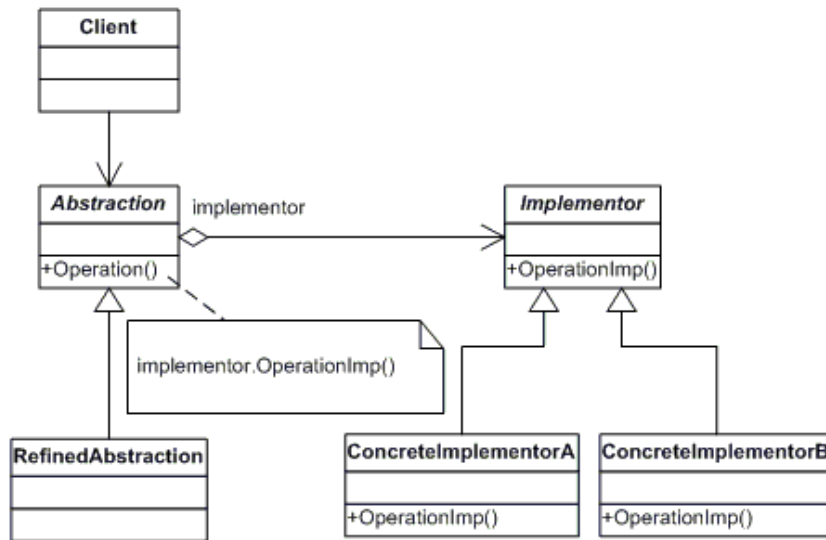 Client
Abstraction
implementor
Implementor
+Operation()
+OperationImp()
implementor.OperationImp()
RefinedAbstraction
ConcreteImplementorA
ConcreteImplementorB
+OperationImp()
+OperationImp()